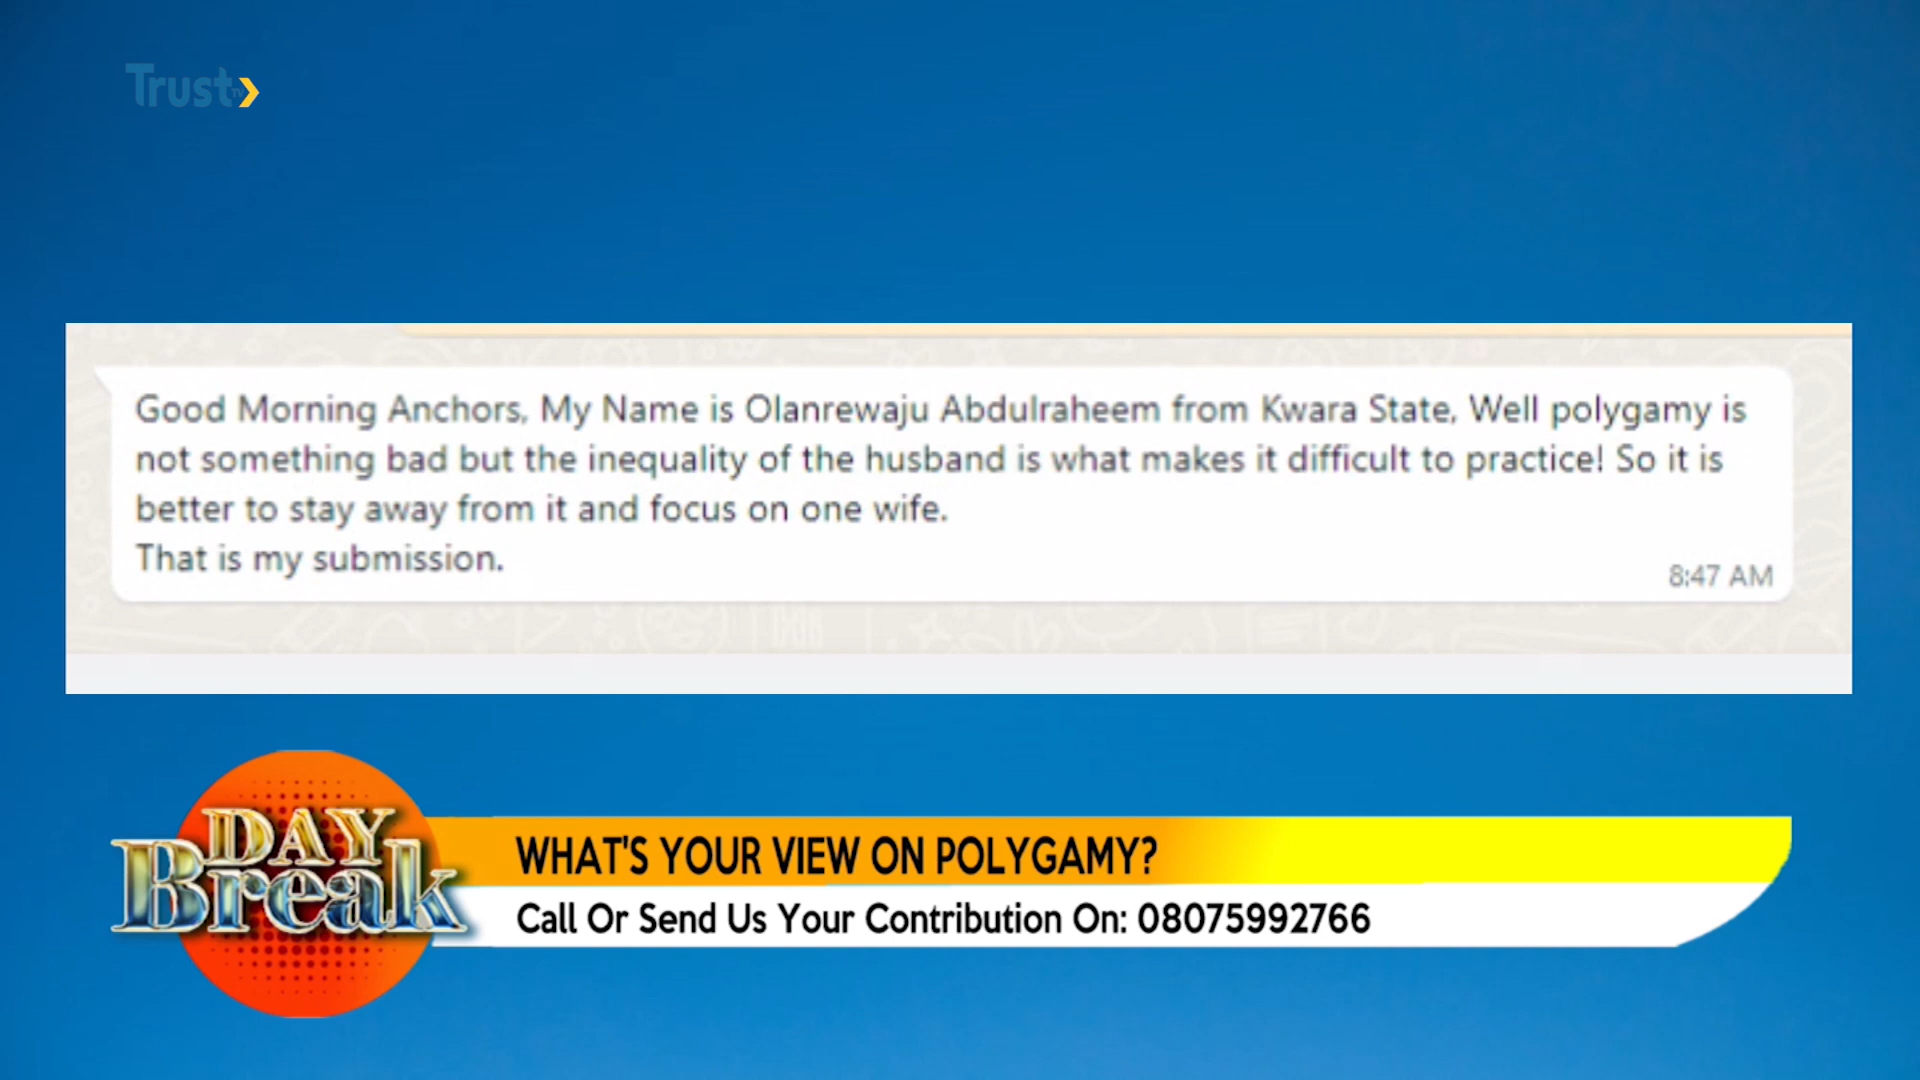 Trust TV
Good Morning Anchors, My Name is Olanrewaju Abdulraheem from Kwara State, Well polygamy is
not something bad but the inequality of the husband is what makes it difficult to practice! So it is
better to stay away from it and focus on one wife.
That is my submission.
8:47 AM
DAY
Break
WHAT'S YOUR VIEW ON POLYGAMY?
Call Or Send Us Your Contribution On: 08075992766